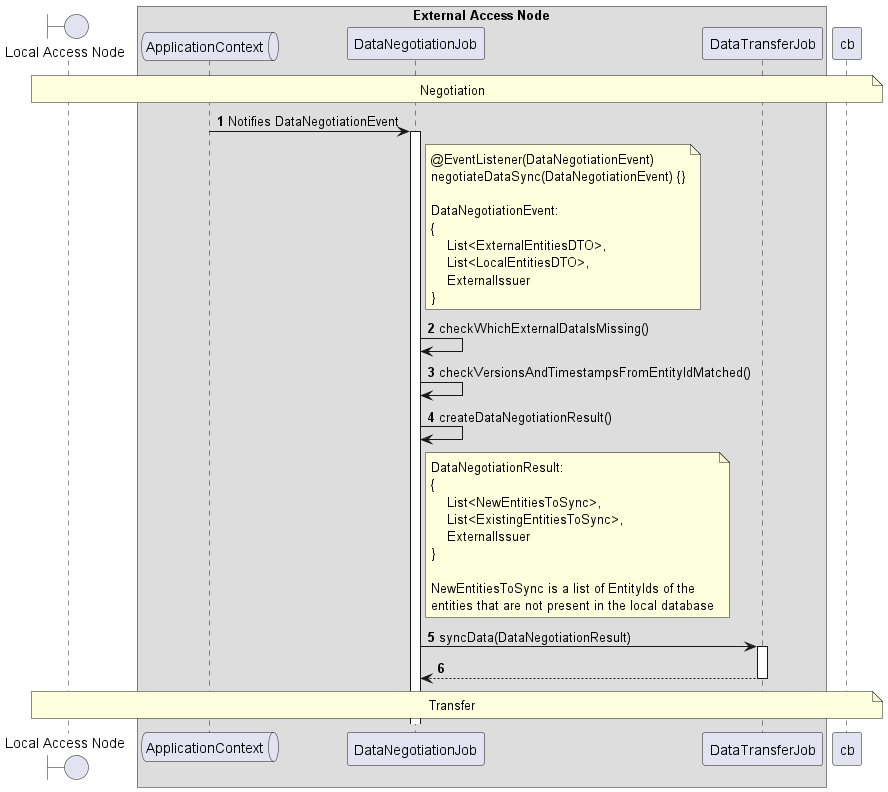 External Access Node
Local Access Node
ApplicationContext
DataNegotiationJob
DataTransferJob
cb
Negotiation
1 Notifies DataNegotiationEvent
@EventListener(DataNegotiationEvent)
negotiateDataSync(DataNegotiationEvent) {}
DataNegotiationEvent:
{
List<ExternalEntitiesDTO>,
List<LocalEntitiesDTO>,
ExternalIssuer
}
2 checkWhichExternalDataIsMissing()
3 checkVersionsAndTimestampsFromEntityIdMatched()
4 createDataNegotiationResult()
DataNegotiationResult:
{
List<NewEntitiesToSync>,
List<ExistingEntitiesToSync>,
ExternalIssuer
}
NewEntitiesToSync is a list of EntityIds of the
entities that are not present in the local database
5 syncData(DataNegotiationResult)
6
Transfer
Local Access Node
ApplicationContext
DataNegotiationJob
DataTransferJob
cb